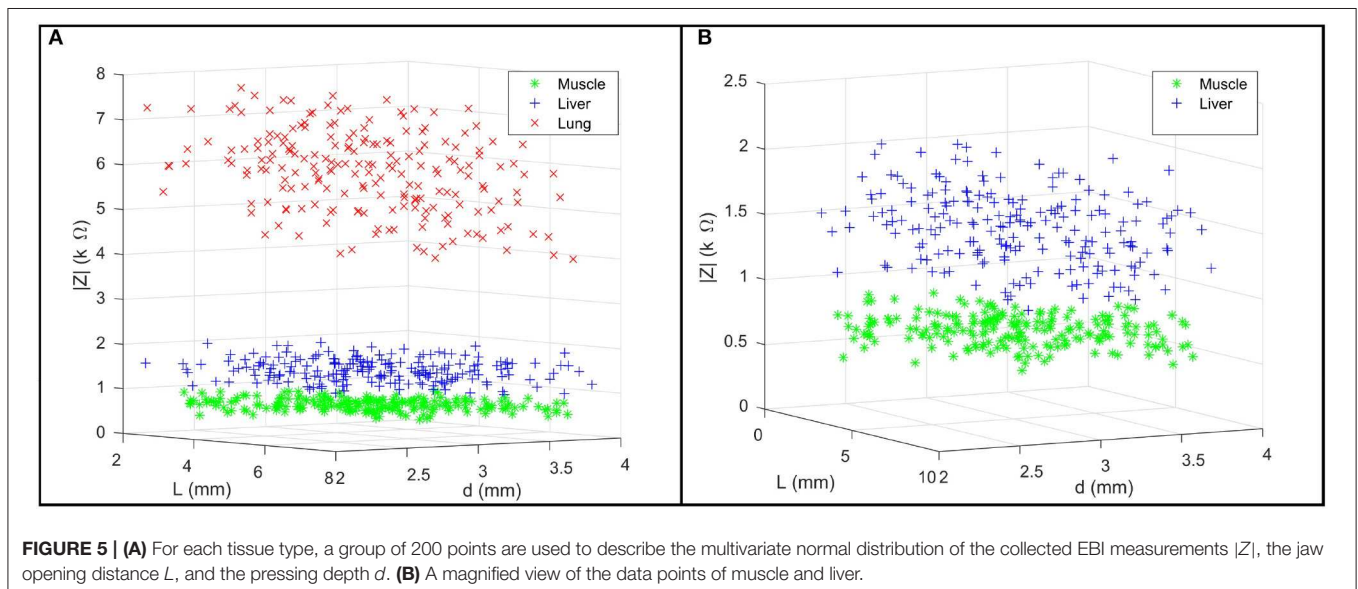 A
8
7
6
5
4
3
2
1
0
|Z| (k Ω)
2
4
6
82
2.5
3
3.5
4
L (mm)
d (mm)
Muscle
Liver
Lung
B
2.5
2
1.5
1
0.5
0
|Z| (k Ω)
0
5
102
2.5
3
3.5
4
L (mm)
d (mm)
Muscle
Liver
FIGURE 5 | (A) For each tissue type, a group of 200 points are used to describe the multivariate normal distribution of the collected EBI measurements |Z|, the jaw
opening distance L, and the pressing depth d. (B) A magnified view of the data points of muscle and liver.